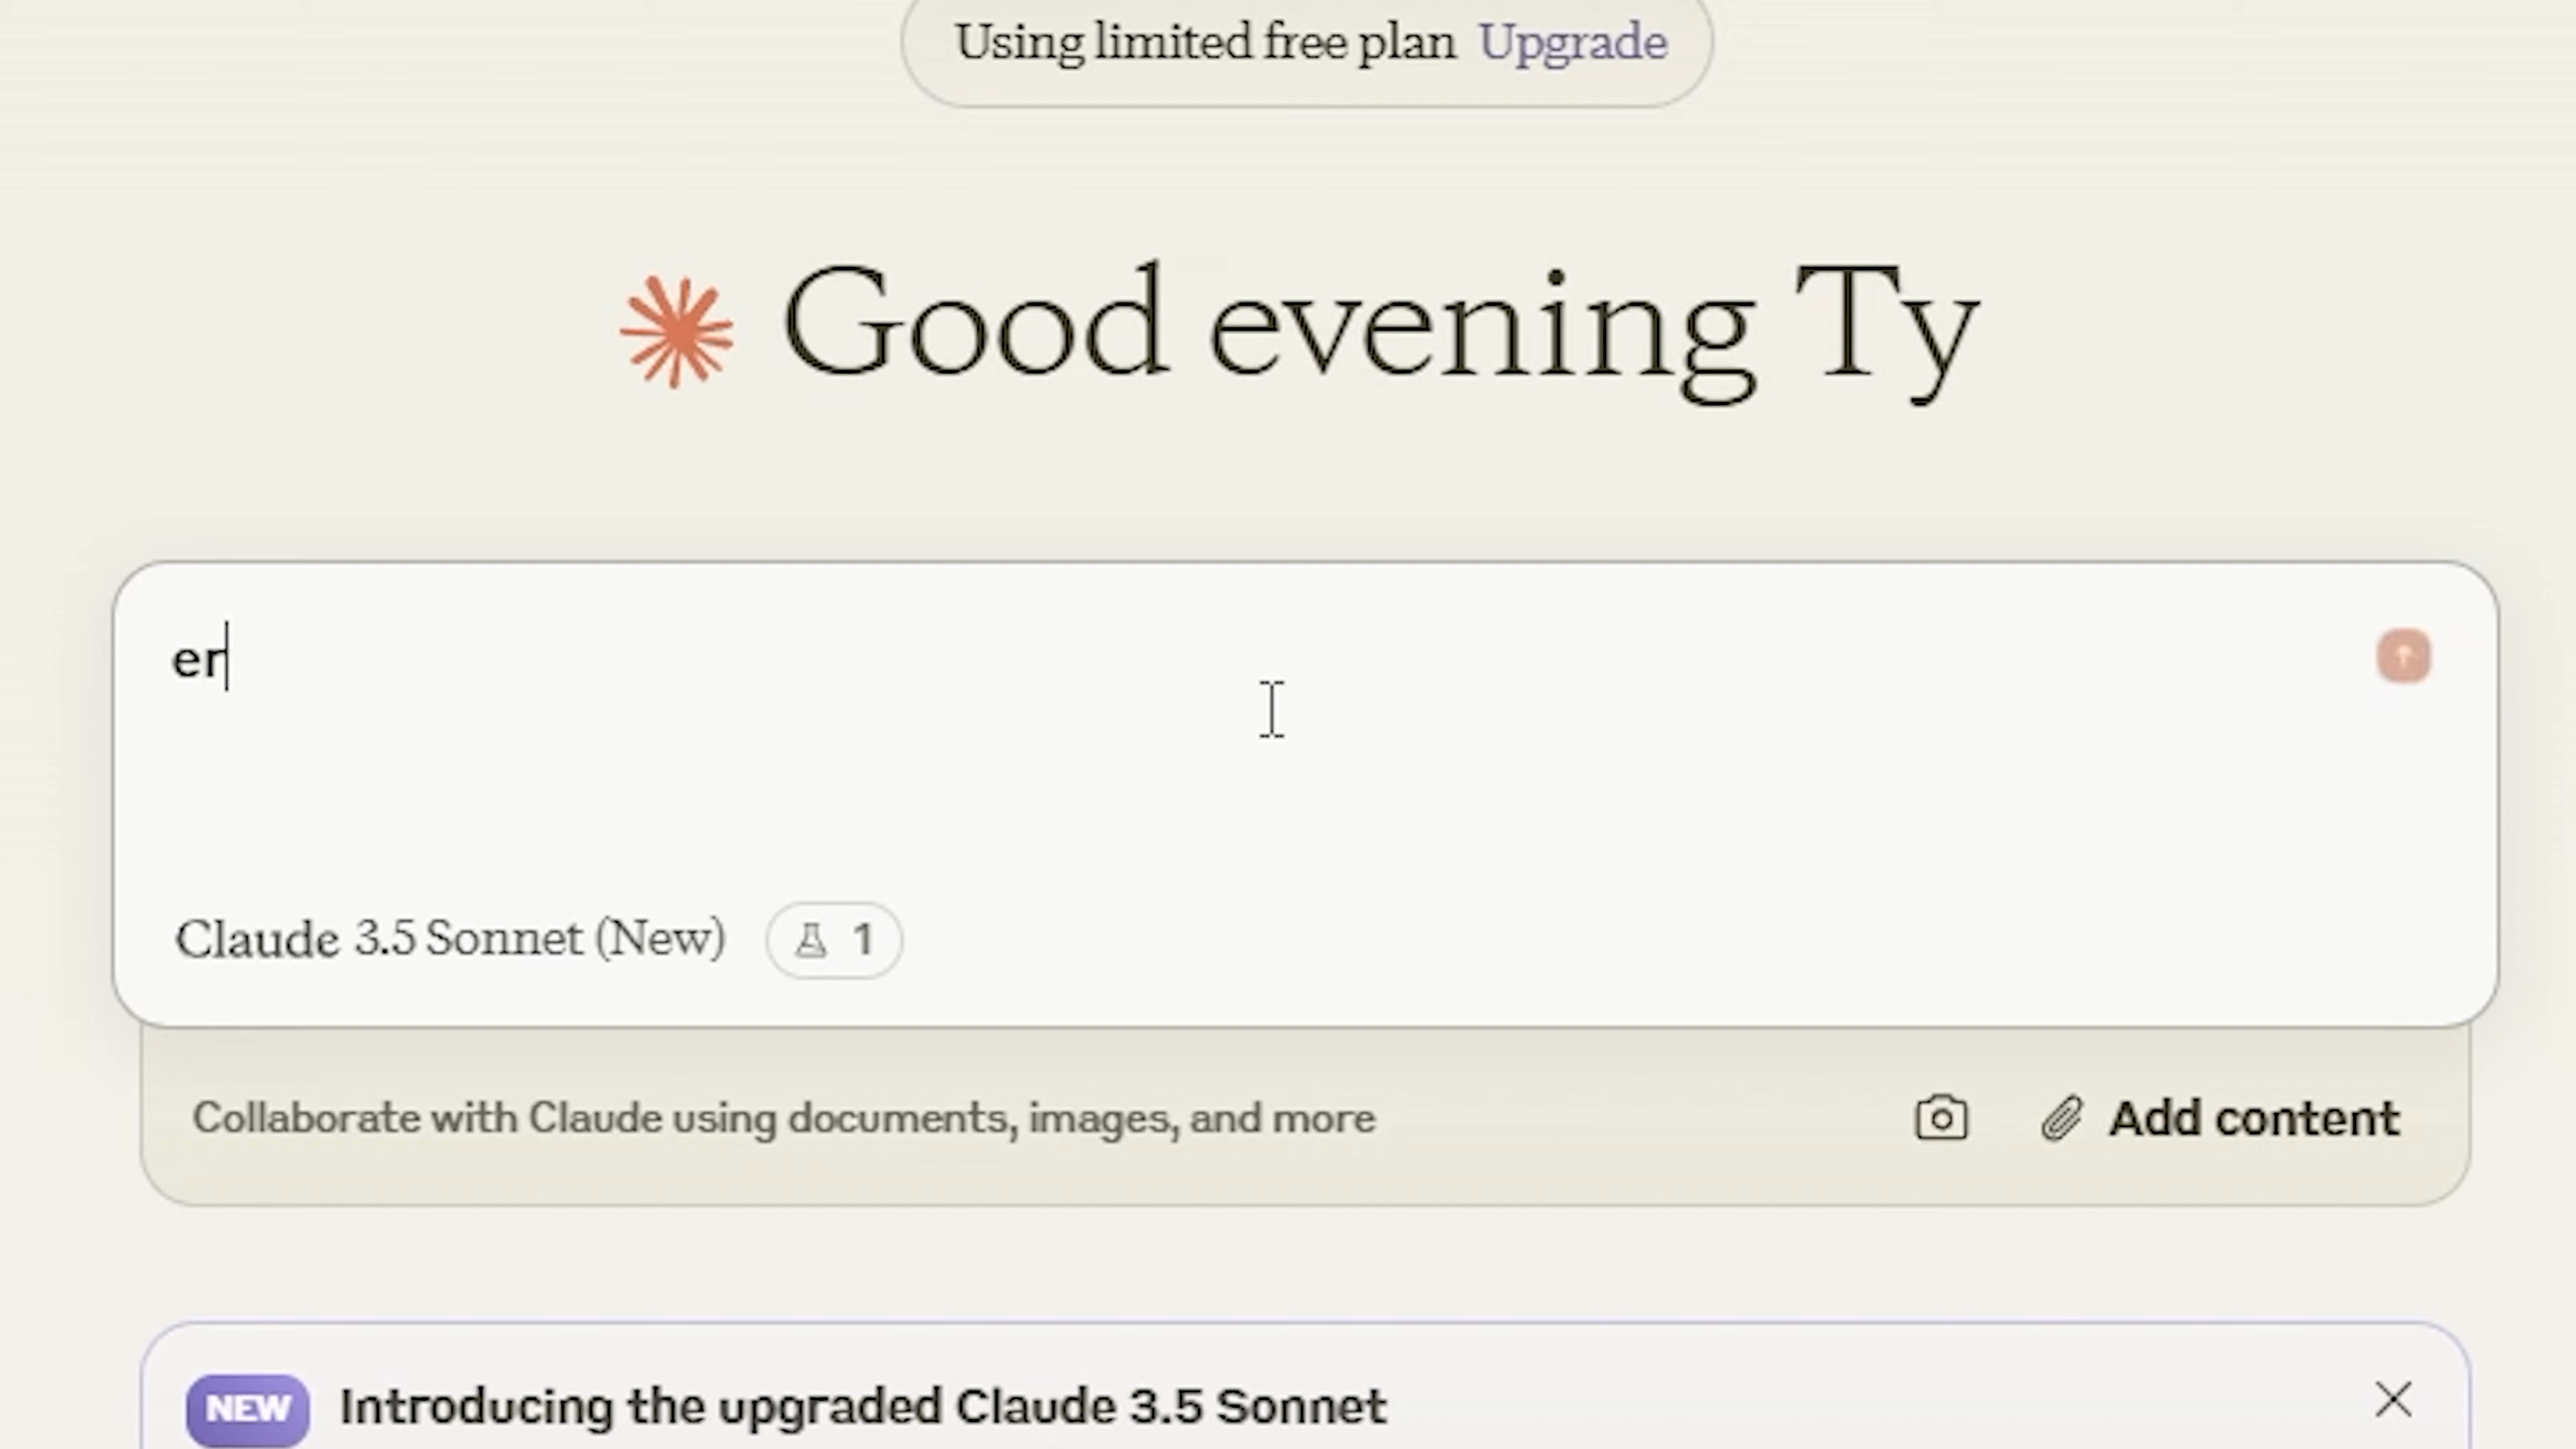 Using limited free plan Upgrade
Good evening Ty
er
Claude 3.5 Sonnet (New) 1
Collaborate with Claude using documents, images, and more Add content
NEW Introducing the upgraded Claude 3.5 Sonnet